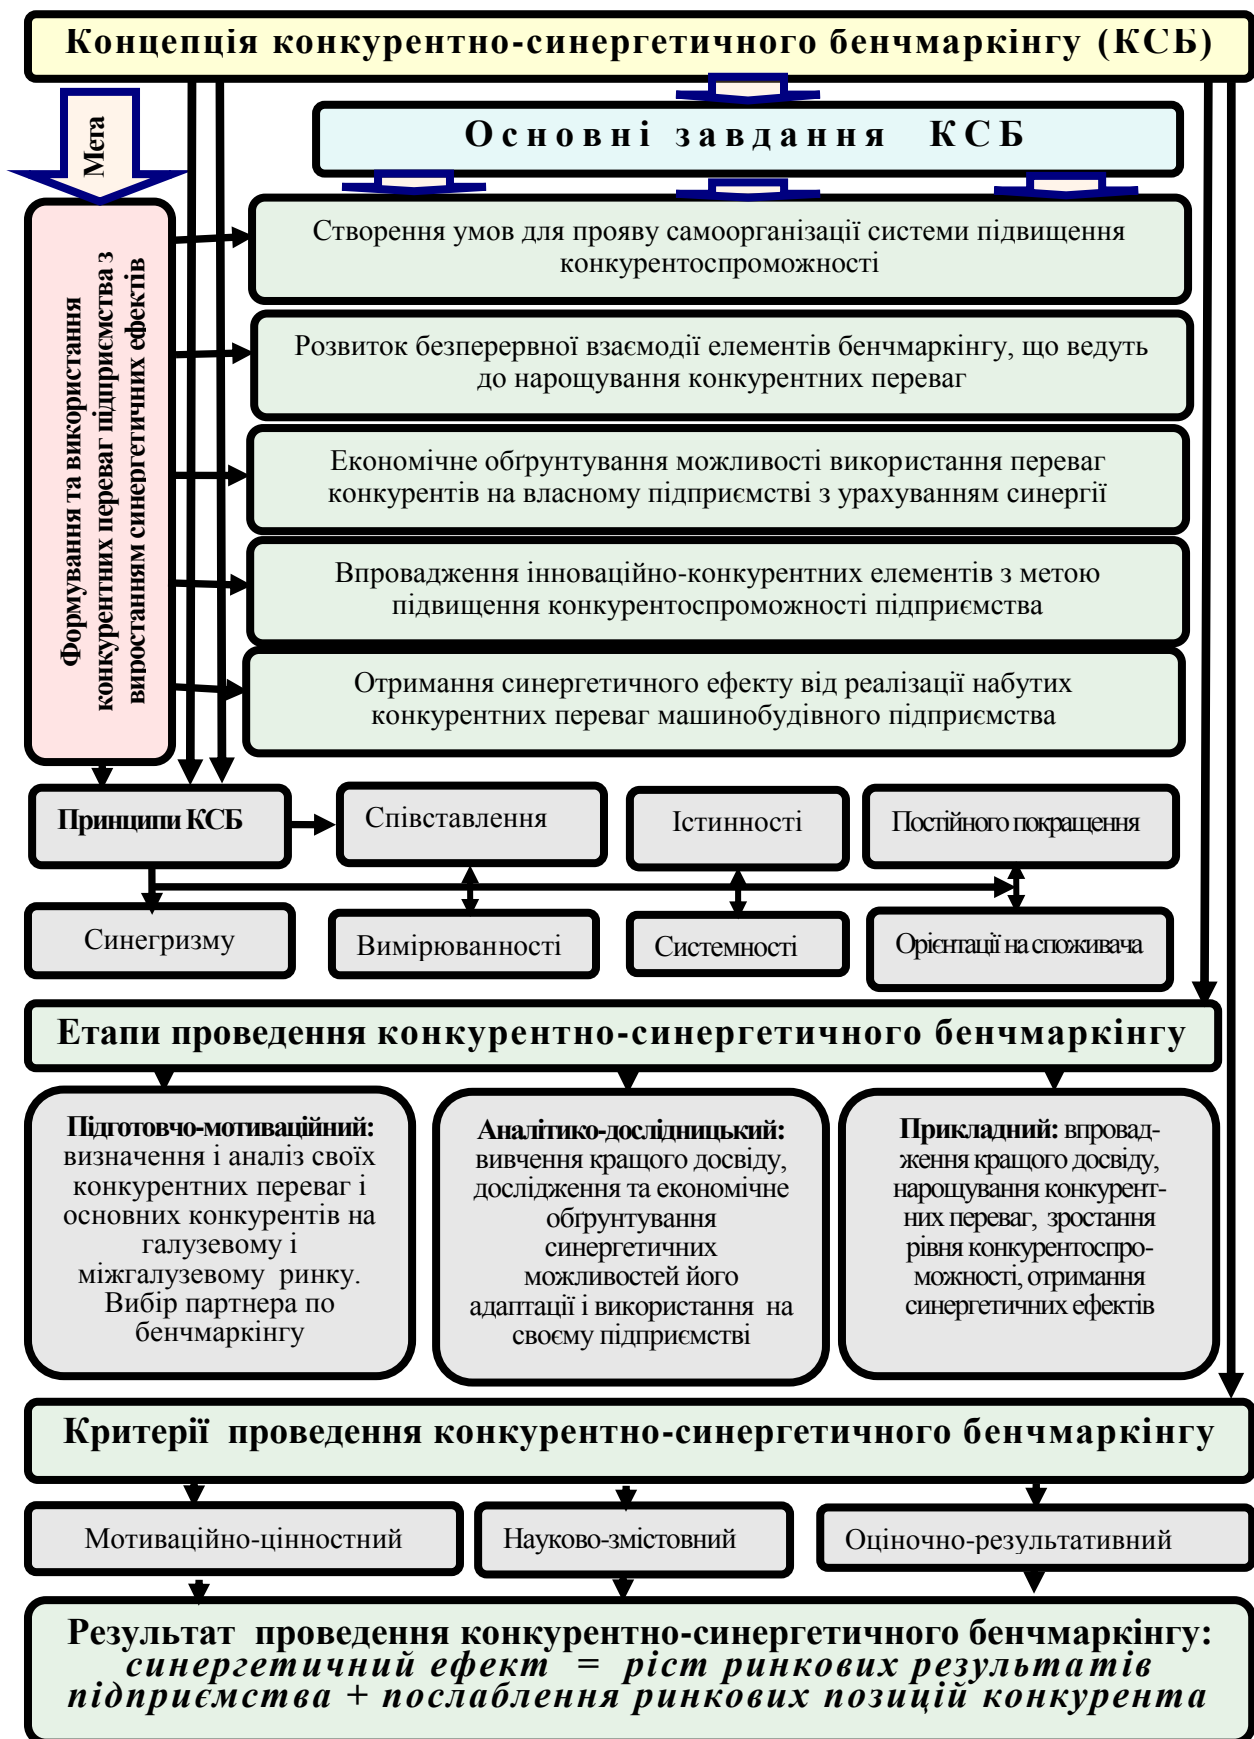 Концепція конкурентно-синергетичного бенчмаркінгу (КСБ)
Мета
Основні завдання КСБ
Формування та використання
конкурентних переваг підприємства з
виростанням синергетичних ефектів
Створення умов для прояву самоорганізації системи підвищення
конкурентоспроможності
Розвиток безперервної взаємодії елементів бенчмаркінгу, що ведуть
до нарощування конкурентних переваг
Економічне обґрунтування можливості використання переваг
конкурентів на власному підприємстві з урахуванням синергії
Впровадження інноваційно-конкурентних елементів з метою
підвищення конкурентоспроможності підприємства
Отримання синергетичного ефекту від реалізації набутих
конкурентних переваг машинобудівного підприємства
Принципи КСБ
Співставлення
Істинності
Постійного покращення
Синегризму
Вимірюванності
Системності
Орієнтації на споживача
Етапи проведення конкурентно-синергетичного бенчмаркінгу
Підготовчо-мотиваційний:
визначення і аналіз своїх
конкурентних переваг і
основних конкурентів на
галузевому і
міжгалузевому ринку.
Вибір партнера по
бенчмаркінгу
Аналітико-дослідницький:
вивчення кращого досвіду,
дослідження та економічне
обґрунтування
синергетичних
можливостей його
адаптації і використання на
своєму підприємстві
Прикладний: впровад-
ження кращого досвіду,
нарощування конкурент-
них переваг, зростання
рівня конкурентоспро-
можності, отримання
синергетичних ефектів
Критерії проведення конкурентно-синергетичного бенчмаркінгу
Мотиваційно-цінностний
Науково-змістовний
Оціночно-результативний
Результат проведення конкурентно-синергетичного бенчмаркінгу:
синергетичний ефект = ріст ринкових результатів
підприємства + послаблення ринкових позицій конкурента